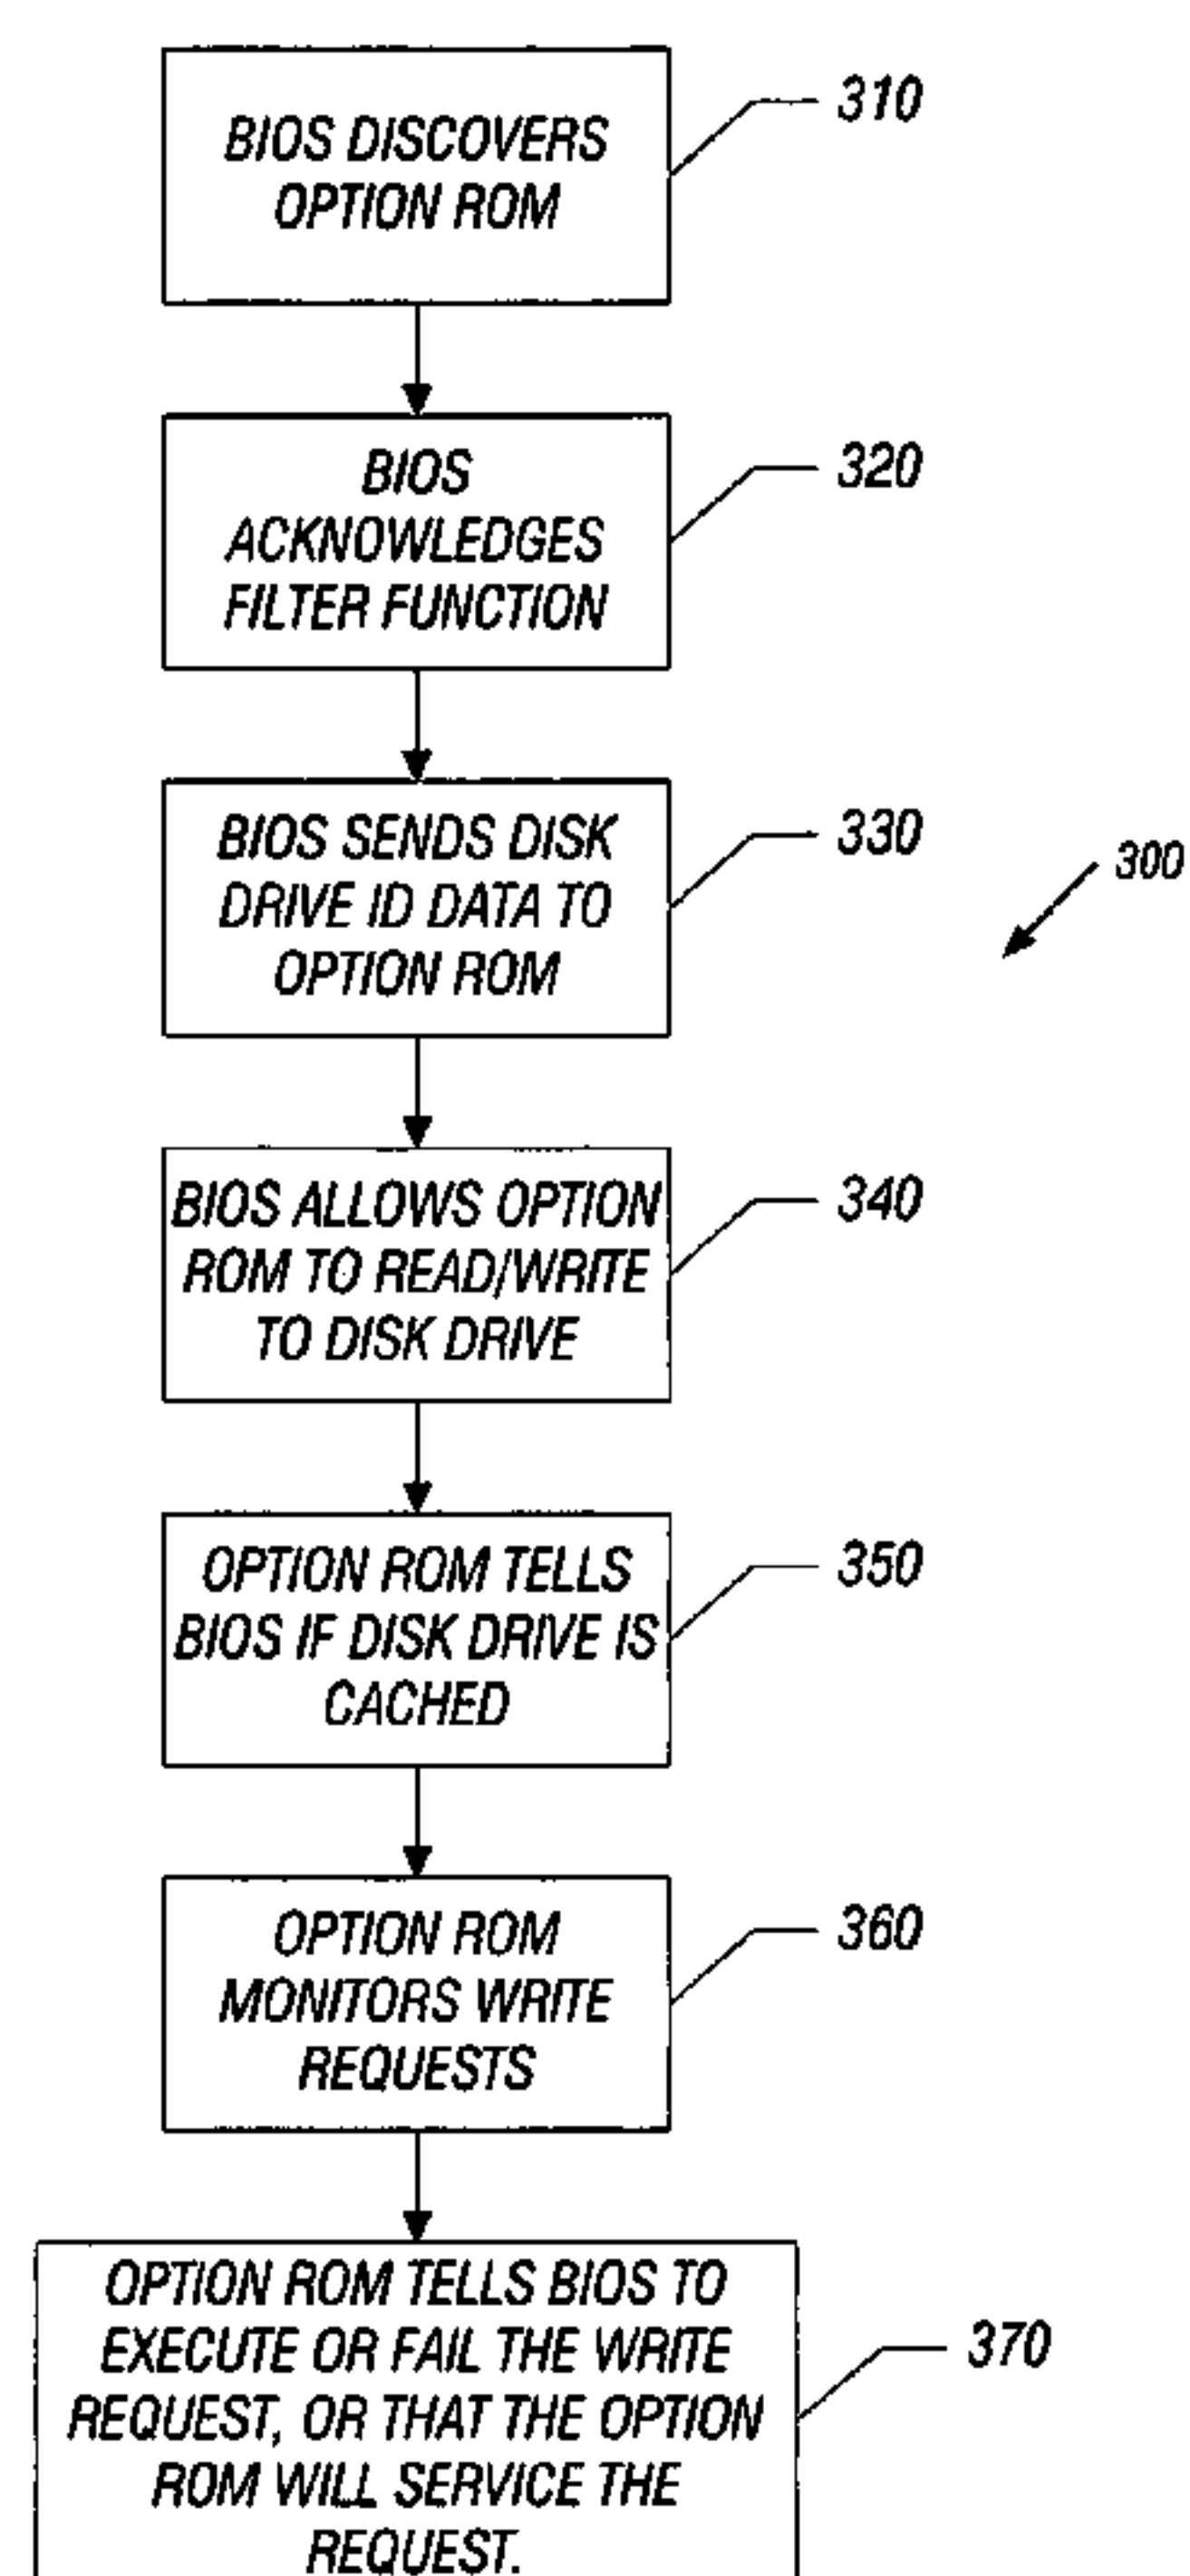 BIOS DISCOVERS
OPTION ROM
310
BIOS
ACKNOWLEDGES
FILTER FUNCTION
320
BIOS SENDS DISK
DRIVE ID DATA TO
OPTION ROM
330
300
BIOS ALLOWS OPTION
ROM TO READ/WRITE
TO DISK DRIVE
340
OPTION ROM TELLS
BIOS IF DISK DRIVE IS
CACHED
350
OPTION ROM
MONITORS WRITE
REQUESTS
360
OPTION ROM TELLS BIOS TO
EXECUTE OR FAIL THE WRITE
REQUEST, OR THAT THE OPTION
ROM WILL SERVICE THE
REQUEST.
370